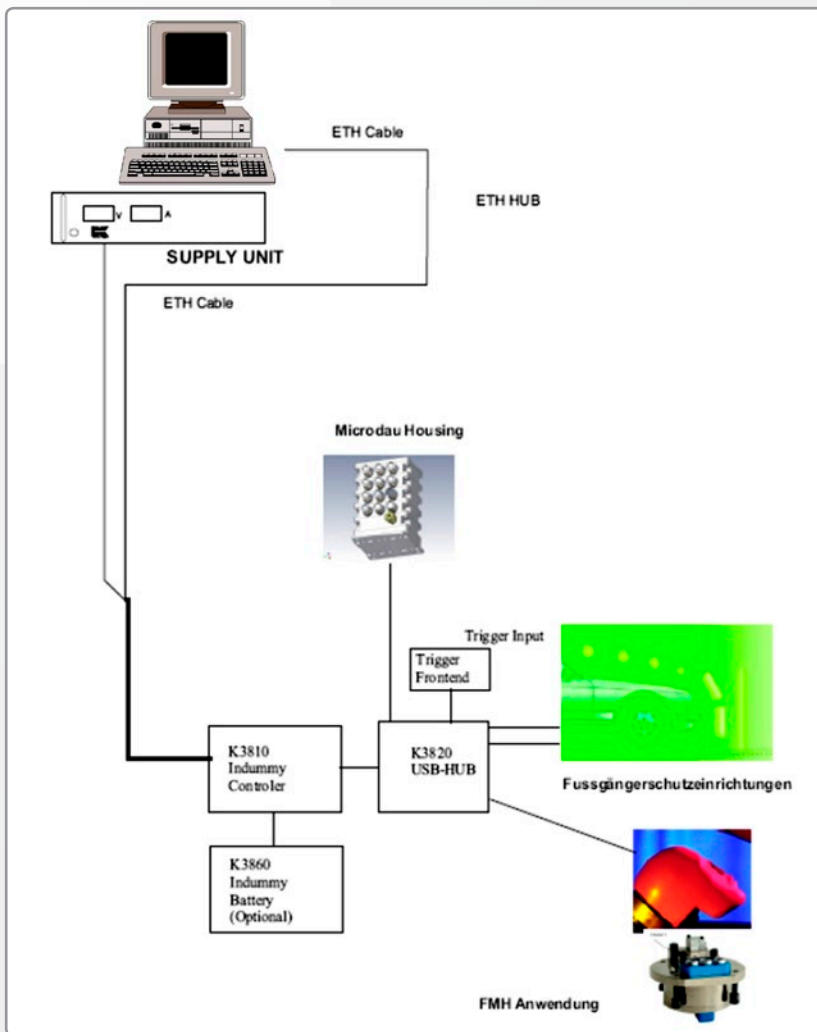 ETH Cable
ETH HUB
V A
SUPPLY UNIT
ETH Cable
Microdau Housing
Trigger Input
Trigger
Frontend
K3810
Indummy
Controler
K3820
USB-HUB
Fussgängerschutzeinrichtungen
K3860
Indummy
Battery
(Optional)
FMH Anwendung